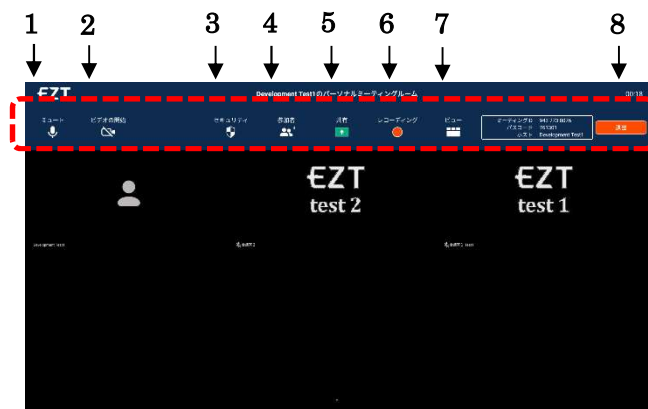 1 2 3 4 5 6 7 8
EZT Development Test1のパーソナルミーティングルーム 00:18
ミュート ビデオの開始 セキュリティ 参加者 共有 レコーディング ビュー
ミーティングID
パスコード
ホスト Development Test1
退出
EZT EZT
test 2 test 1